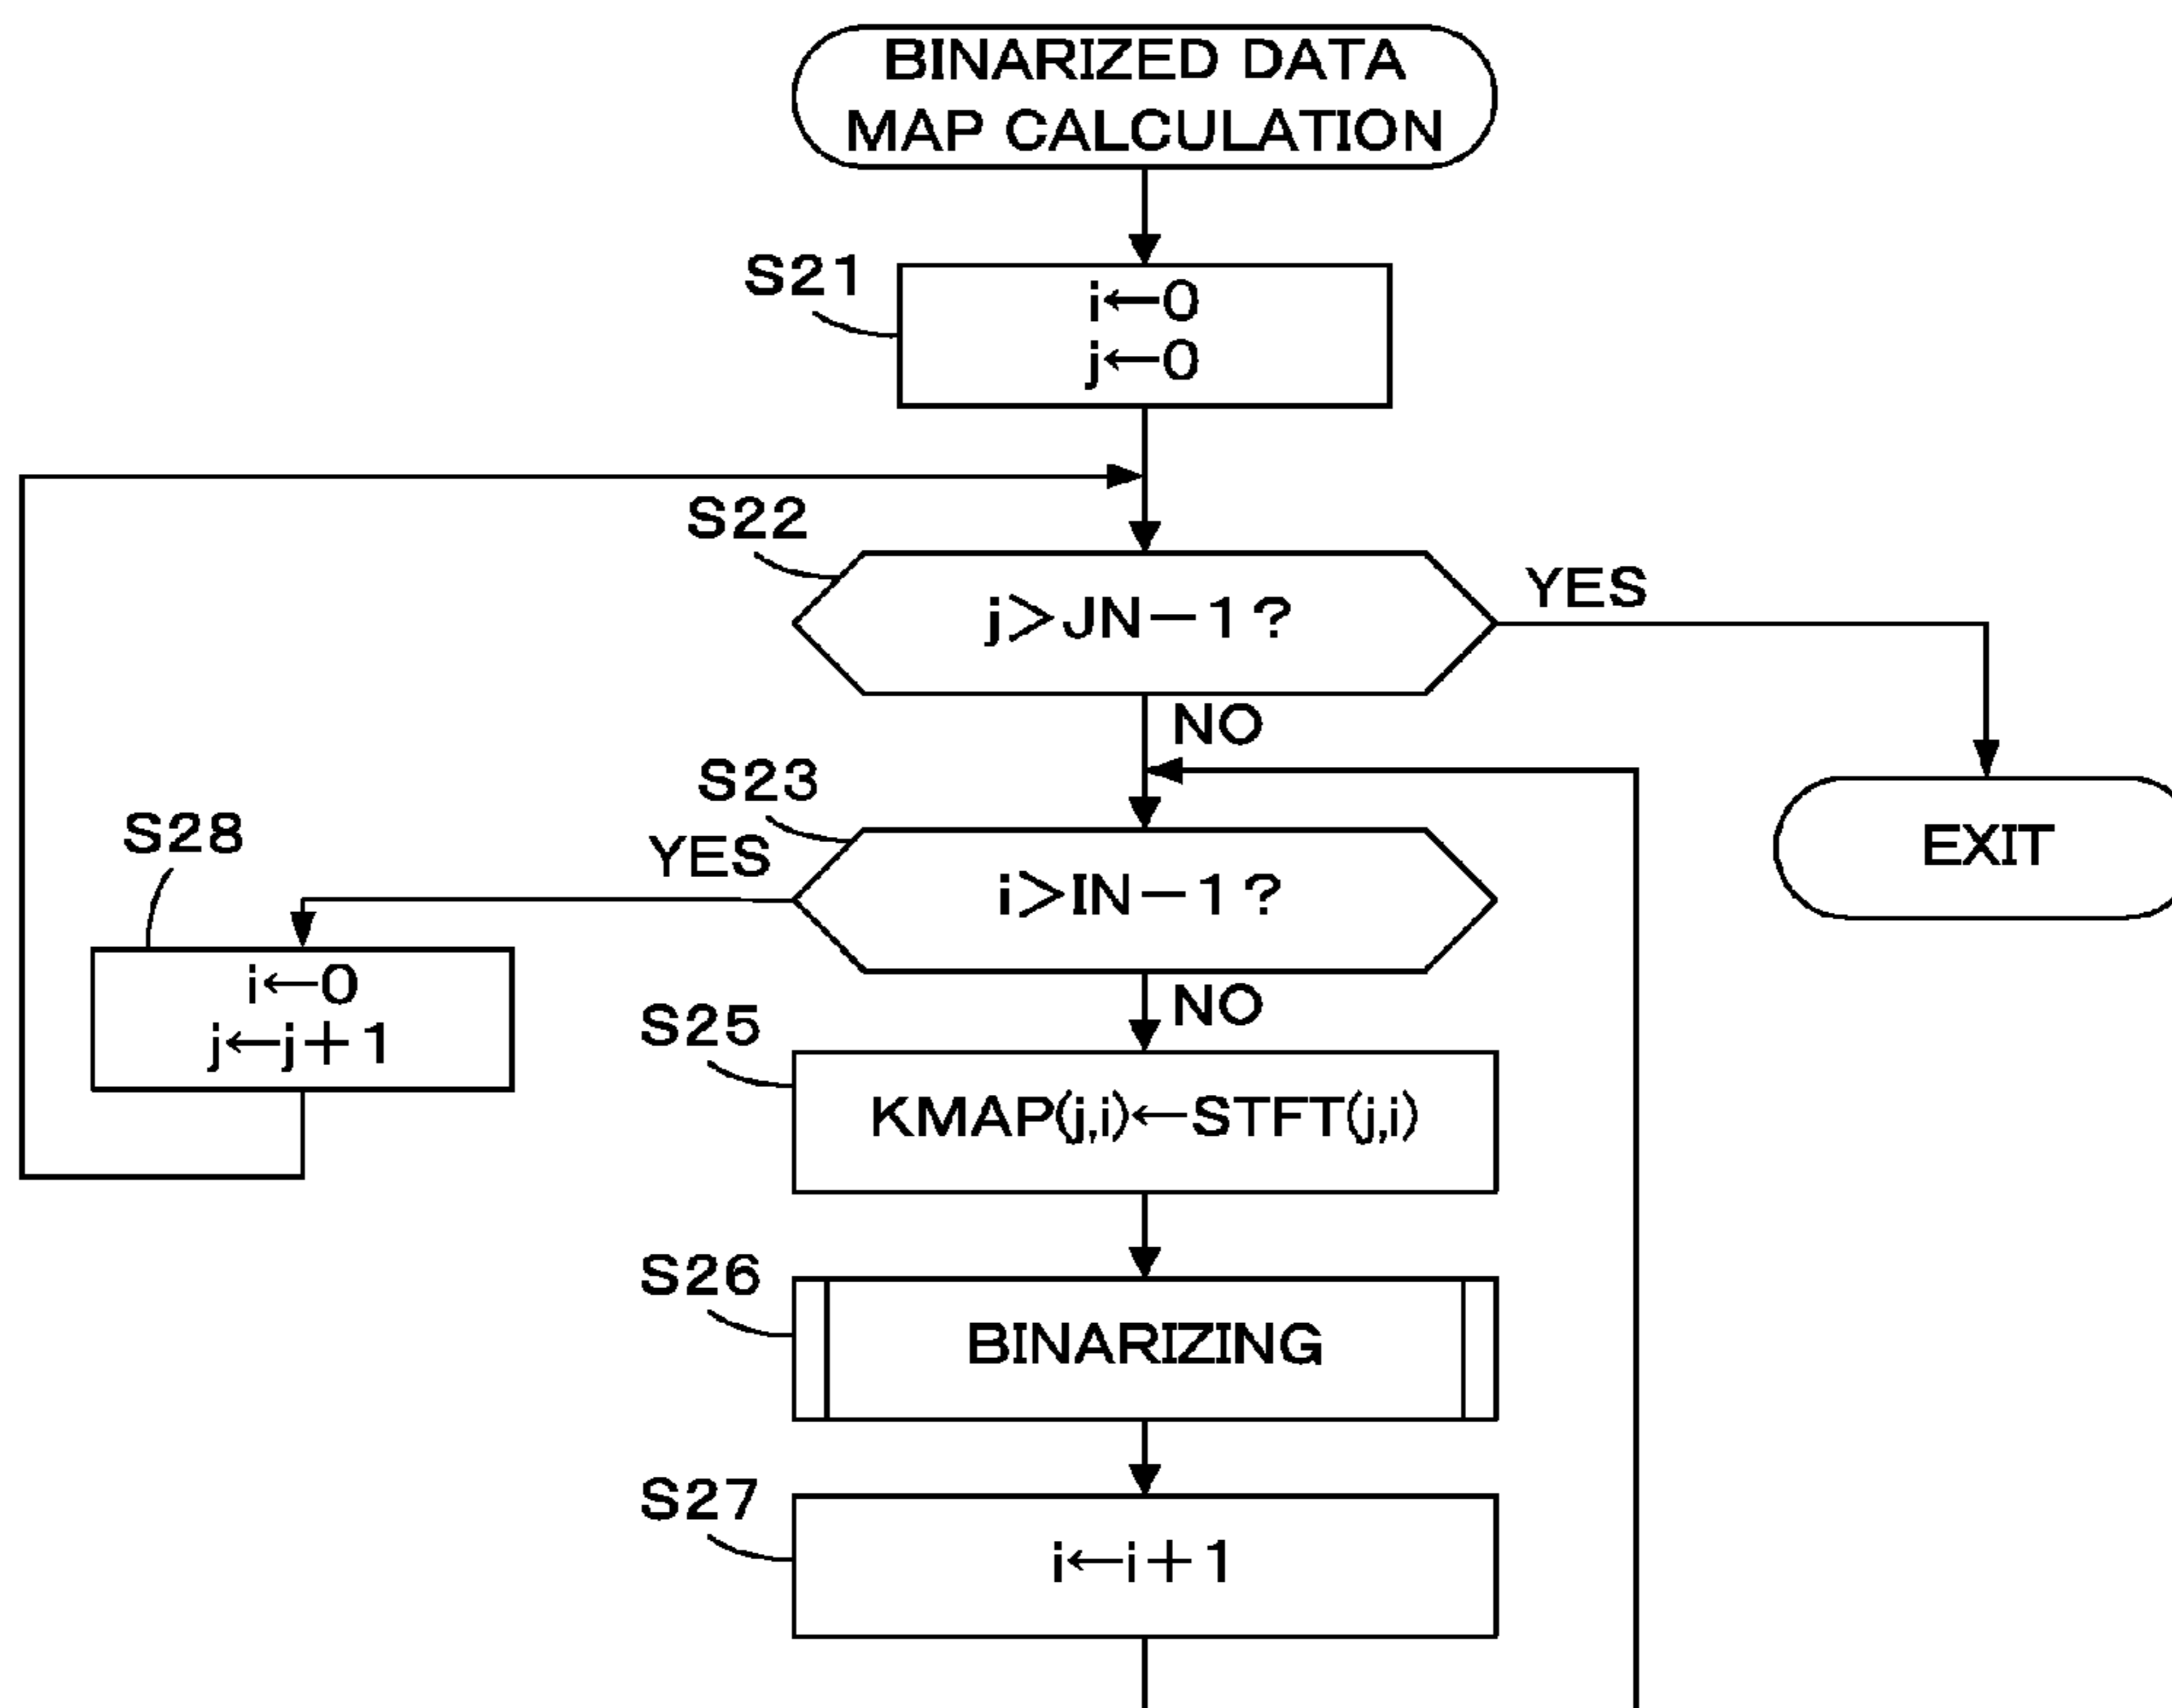 BINARIZED DATA
MAP CALCULATION
S21
i←0
j←0
S22
j>JN−1?
YES
NO
S23
YES
i>IN−1?
EXIT
S28
i←0
j←j+1
NO
S25
KMAP(j,i)←STFT(j,i)
S26
BINARIZING
S27
i←i+1